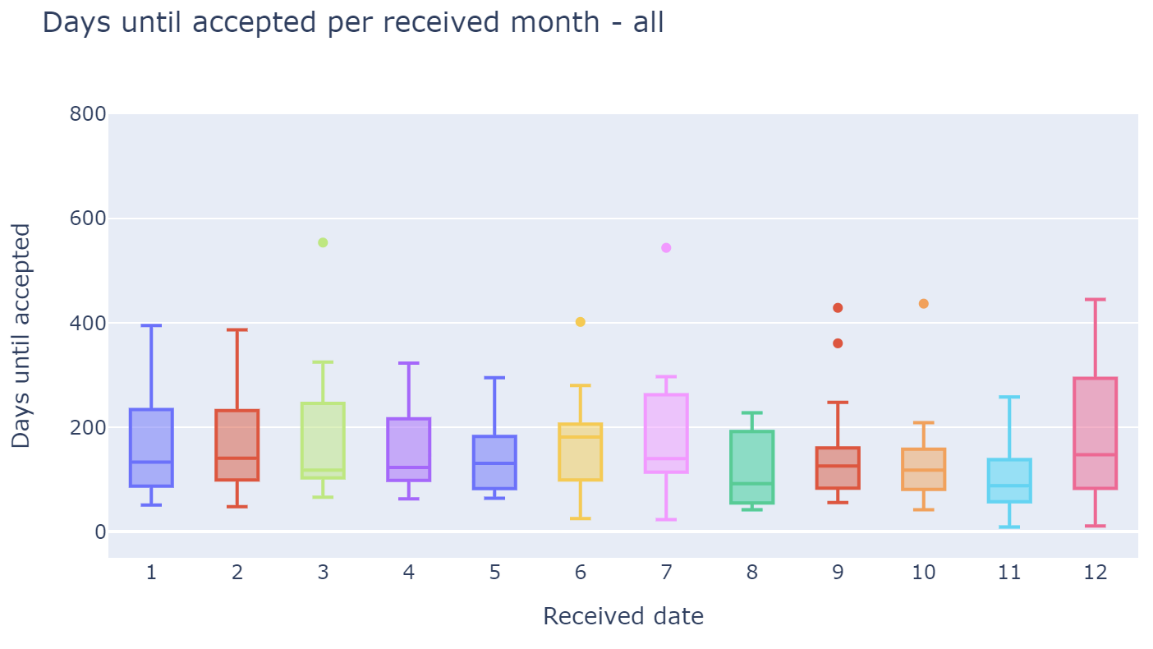 Days until accepted per received month - all
800
600
400
200
0
Days until accepted
1 2 3 4 5 6 7 8 9 10 11 12
Received date